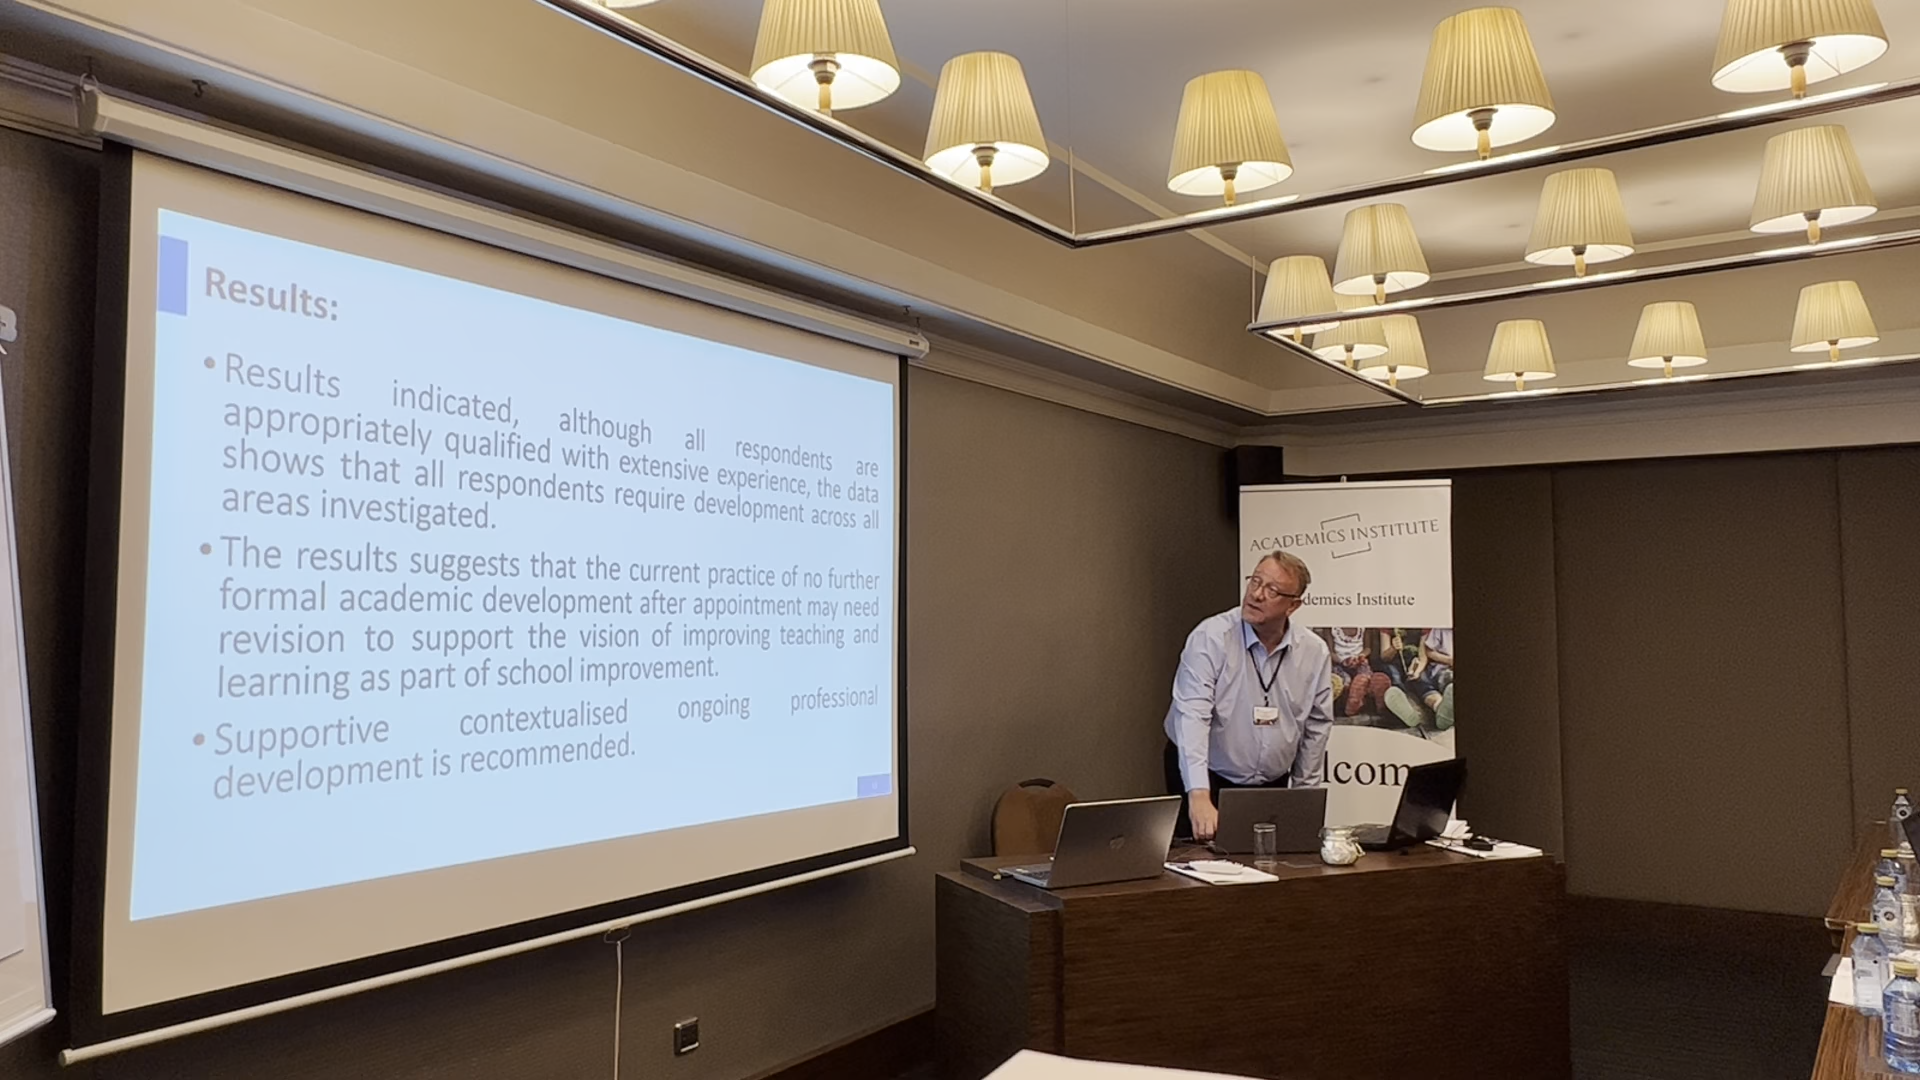 Results:
• Results indicated, although all respondents are
appropriately qualified with extensive experience, the data
shows that all respondents require development across all
areas investigated.
• The results suggests that the current practice of no further
formal academic development after appointment may need
revision to support the vision of improving teaching and
learning as part of school improvement.
• Supportive contextualised ongoing professional
development is recommended.
ACADEMICS INSTITUTE
demics Institute
lcom
hp